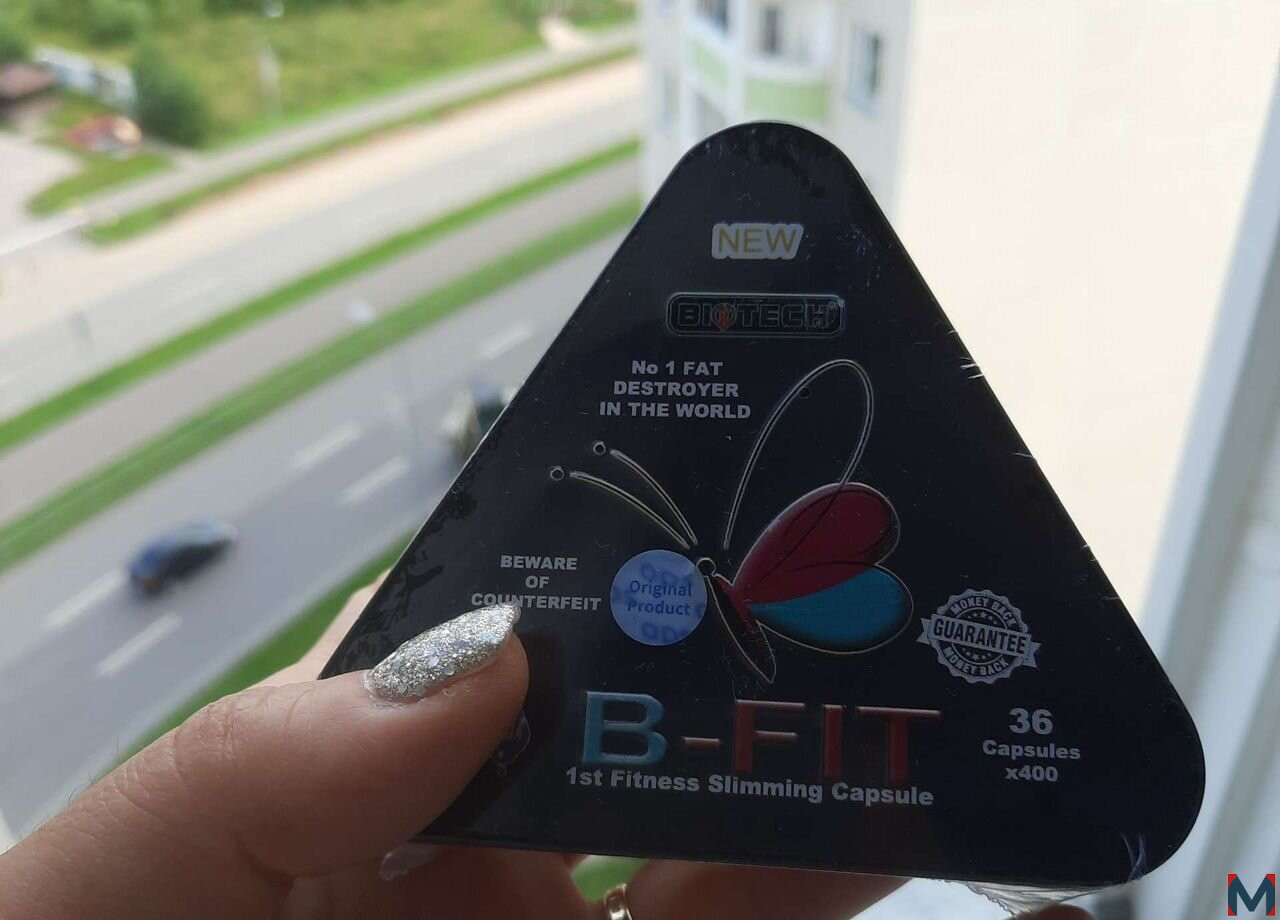 NEW
BIOTECH
No 1 FAT
DESTROYER
IN THE WORLD
BEWARE
OF
COUNTERFEIT
Original
Product
MONEY BACK
GUARANTEE
MONEY BACK
B-FIT
1st Fitness Slimming Capsule
36
Capsules
x400
M